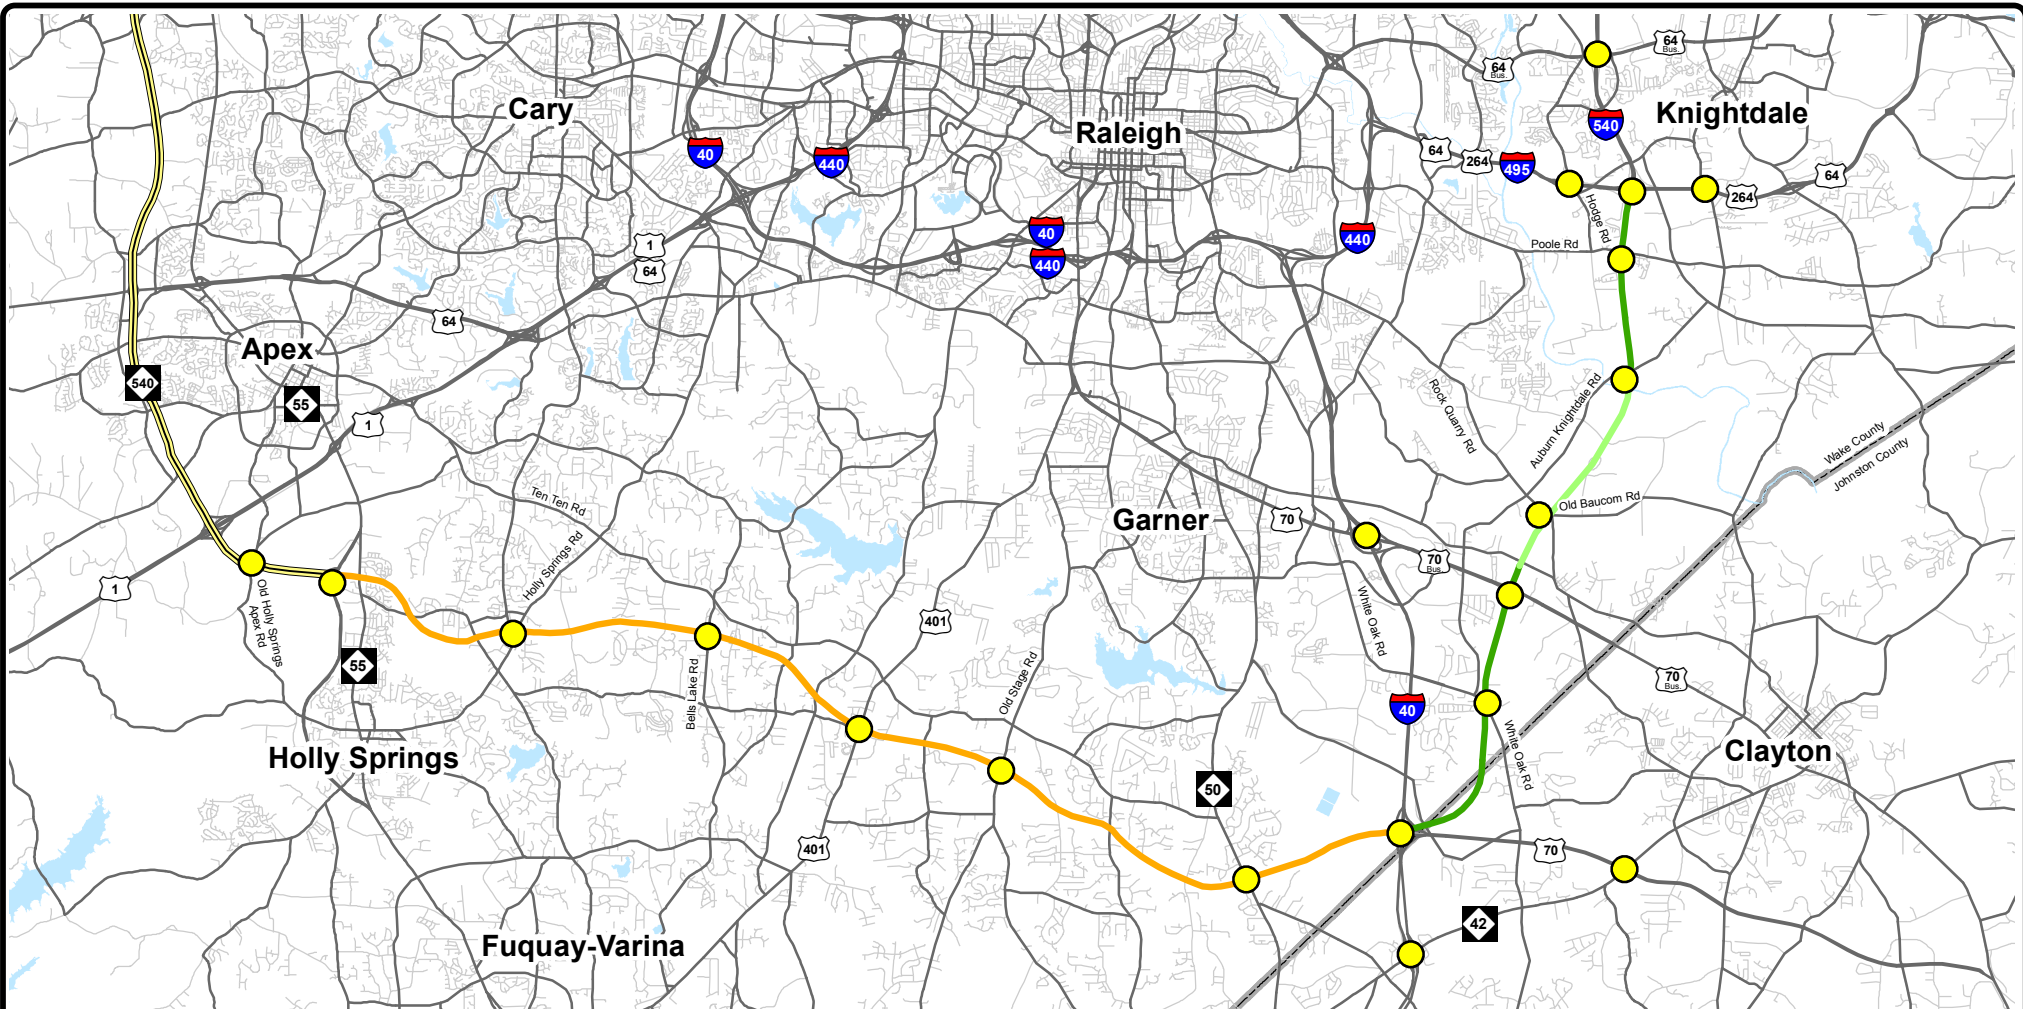 64
Bus.
64
Bus.
Cary
Knightdale
540
Raleigh
40
440
64
264
495
64
264
Hodge Rd
40
440
440
Poole Rd
1
64
64
Apex
540
55
1
Rock Quarry Rd
Auburn Knightdale Rd
Wake County
Johnston County
Ten Ten Rd
Old Baucom Rd
Garner
70
Holly Springs Rd
70
Bus.
1
Old Holly Springs
Apex Rd
White Oak Rd
401
55
Bells Lake Rd
Old Stage Rd
70
Bus.
40
White Oak Rd
Holly Springs
Clayton
50
401
70
42
Fuquay-Varina